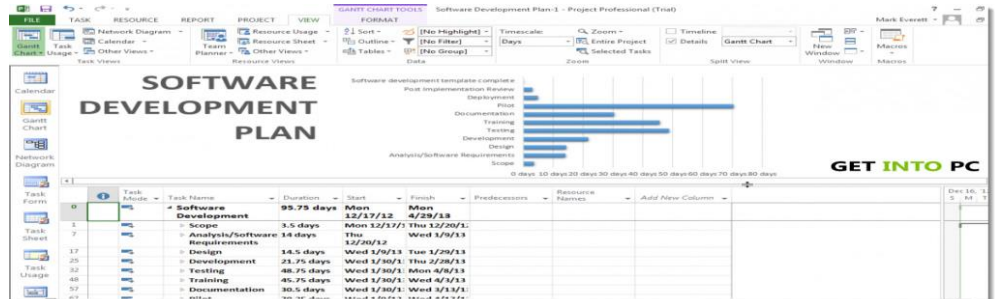 GANTT CHART TOOLS Software Development Plan-1 - Project Professional (Trial)
FILE TASK RESOURCE REPORT PROJECT VIEW FORMAT Mark Everett
Network Diagram Resource Usage Sort [No Highlight] Timescale: Zoom Timeline
Gantt Chart Task Usage Calendar Team Planner Resource Sheet Outline [No Filter] Days Entire Project Details Gantt Chart New Window Macros
Other Views Other Views Tables [No Group] Selected Tasks
Task Views Resource Views Data Zoom Split View Window Macros
Calendar
Gantt Chart
Network Diagram
Task Form
Task Sheet
Task Usage
SOFTWARE
DEVELOPMENT
PLAN
Software development template complete
Post Implementation Review
Deployment
Pilot
Documentation
Training
Testing
Development
Design
Analysis/Software Requirements
Scope
0 days 10 days 20 days 30 days 40 days 50 days 60 days 70 days 80 days
GET INTO PC
Task Mode Task Name Duration Start Finish Predecessors Resource Names Add New Column
Dec 16, '1
S M T
0 Software Development 95.75 days Mon 12/17/12 Mon 4/29/13
1 Scope 3.5 days Mon 12/17/1 Thu 12/20/1
7 Analysis/Software Requirements 14 days Thu 12/20/12 Wed 1/9/13
17 Design 14.5 days Wed 1/9/13 Tue 1/29/13
25 Development 21.75 days Wed 1/30/1 Thu 2/28/13
32 Testing 48.75 days Wed 1/30/1 Mon 4/8/13
48 Training 45.75 days Wed 1/30/1 Wed 4/3/13
57 Documentation 30.5 days Wed 1/30/1 Wed 3/13/1